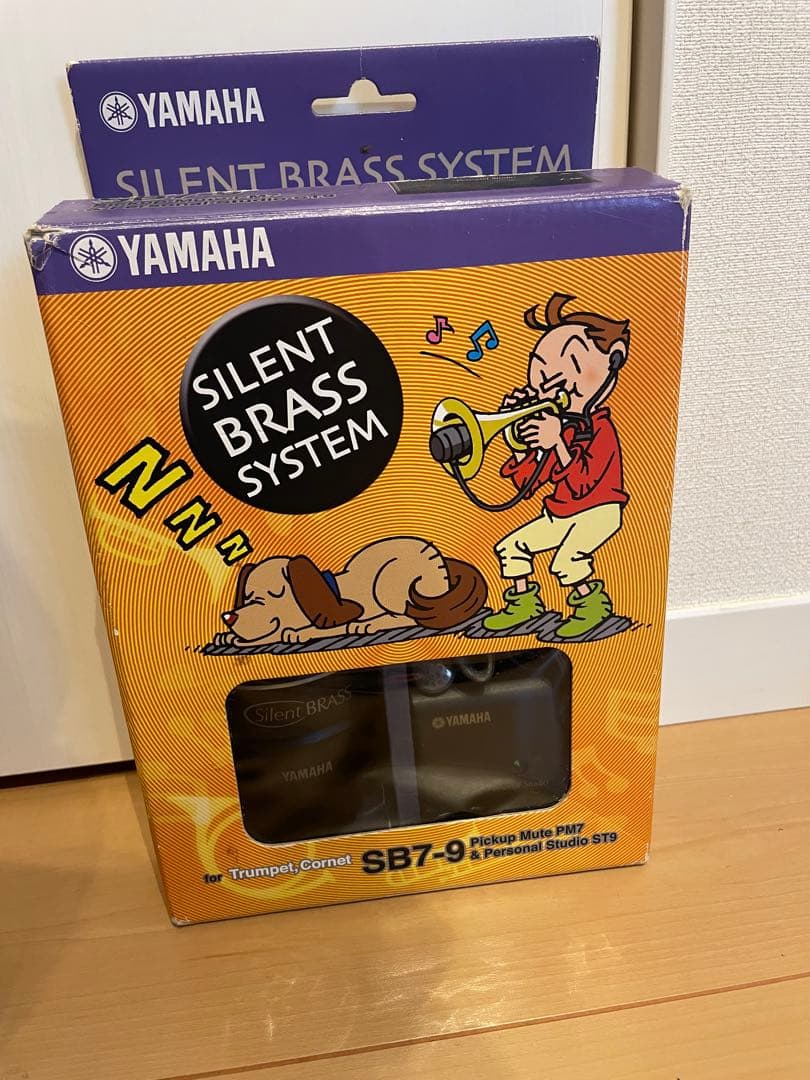 YAMAHA
SILENT BRASS SYSTEM
YAMAHA
SILENT
BRASS
SYSTEM
N N N
Silent BRASS
YAMAHA
YAMAHA
for Trumpet, Cornet SB7-9 Pickup Mute PM7
& Personal Studio ST9